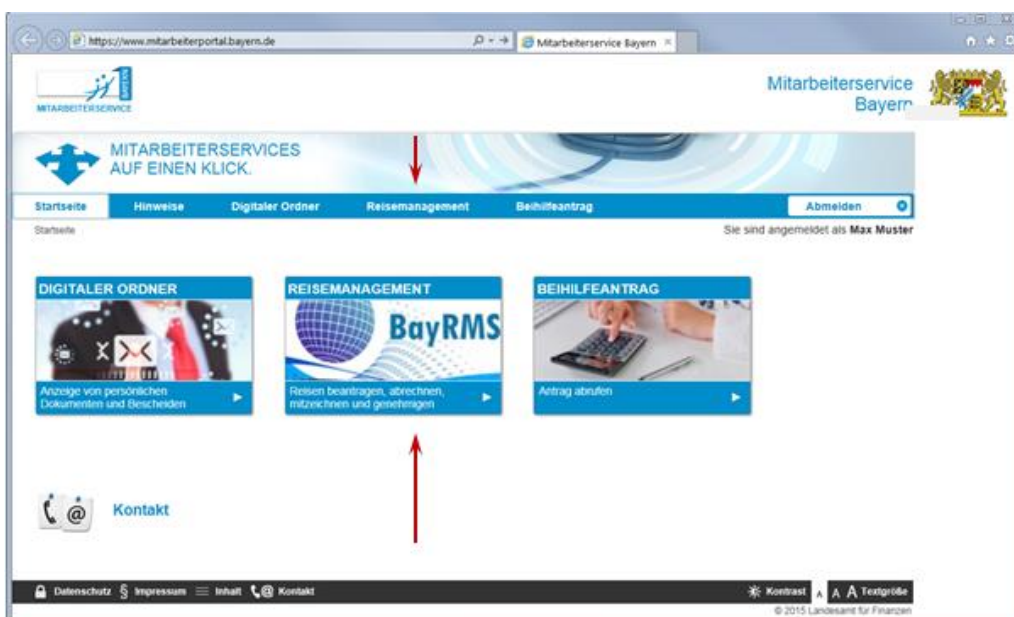 https://www.mitarbeiterportal.bayern.de
Mitarbeiterservice Bayern
MITARBEITERSERVICE
BAYERN
Mitarbeiterservice
Bayern
MITARBEITERSERVICES
AUF EINEN KLICK.
Startseite Hinweise Digitaler Ordner Reisemanagement Beihilfeantrag Abmelden
Startseite
Sie sind angemeldet als Max Muster
DIGITALER ORDNER
Anzeige von persönlichen
Dokumenten und Bescheiden
REISEMANAGEMENT
BayRMS
Reisen beantragen, abrechnen,
mitzeichnen und genehmigen
BEIHILFEANTRAG
Antrag abrufen
@ Kontakt
Datenschutz § Impressum Inhalt @ Kontakt Kontrast A A A Textgröße
© 2015 Landesamt für Finanzen